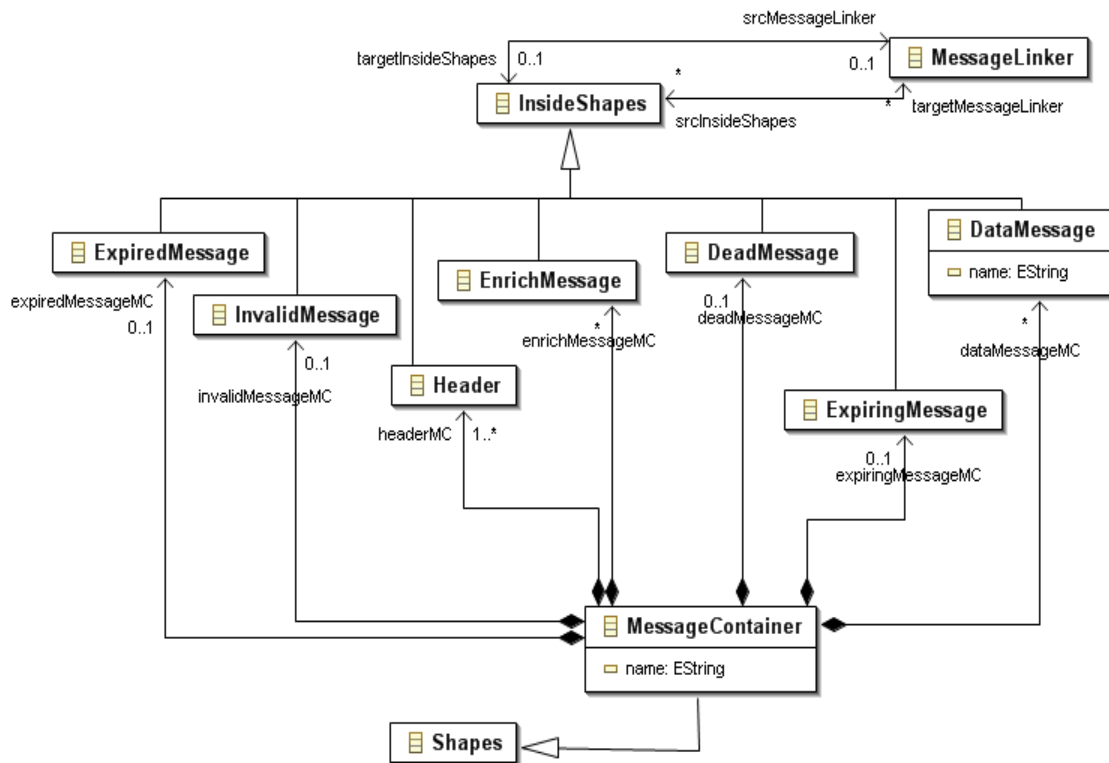 srcMessageLinker
targetInsideShapes
0..1
0..1
MessageLinker
InsideShapes
*
srcInsideShapes
*
targetMessageLinker
ExpiredMessage
InvalidMessage
Header
EnrichMessage
DeadMessage
ExpiringMessage
DataMessage
name: EString
expiredMessageMC
0..1
0..1
invalidMessageMC
headerMC
1..*
*
enrichMessageMC
0..1
deadMessageMC
0..1
expiringMessageMC
*
dataMessageMC
MessageContainer
name: EString
Shapes